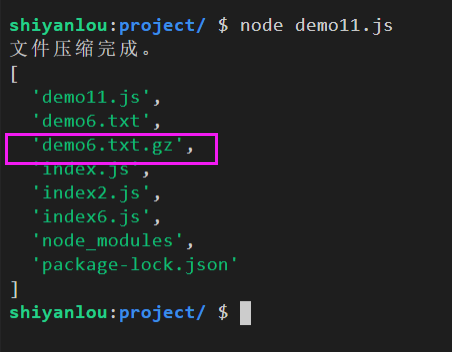 shiyanlou:project/ $ node demo11.js
文件压缩完成。
[
  'demo11.js',
  'demo6.txt',
  'demo6.txt.gz',
  'index.js',
  'index2.js',
  'index6.js',
  'node_modules',
  'package-lock.json'
]
shiyanlou:project/ $